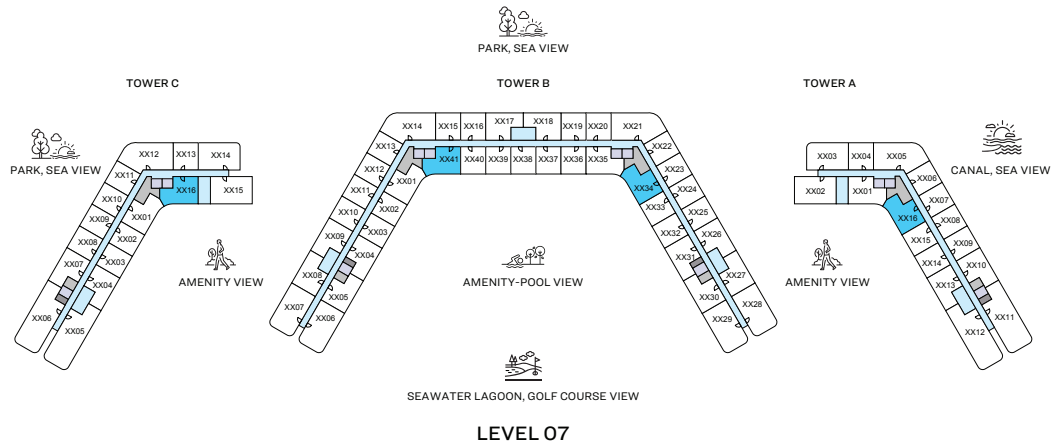 PARK, SEA VIEW
TOWER C
TOWER B
TOWER A
PARK, SEA VIEW
CANAL, SEA VIEW
XX12
XX13
XX14
XX11
XX15
XX16
XX10
XX01
XX09
XX02
XX08
XX03
XX07
XX04
XX06
XX05
AMENITY VIEW
XX14
XX15
XX16
XX17
XX18
XX19
XX20
XX21
XX13
XX41
XX40
XX39
XX38
XX37
XX36
XX35
XX22
XX12
XX01
XX23
XX34
XX11
XX02
XX24
XX33
XX10
XX03
XX25
XX32
XX09
XX04
XX26
XX31
XX08
XX05
XX27
XX30
XX07
XX06
XX28
XX29
AMENITY-POOL VIEW
XX03
XX04
XX05
XX02
XX01
XX06
XX07
XX16
XX08
XX15
XX09
XX14
XX10
XX13
XX11
XX12
AMENITY VIEW
SEAWATER LAGOON, GOLF COURSE VIEW
LEVEL 07